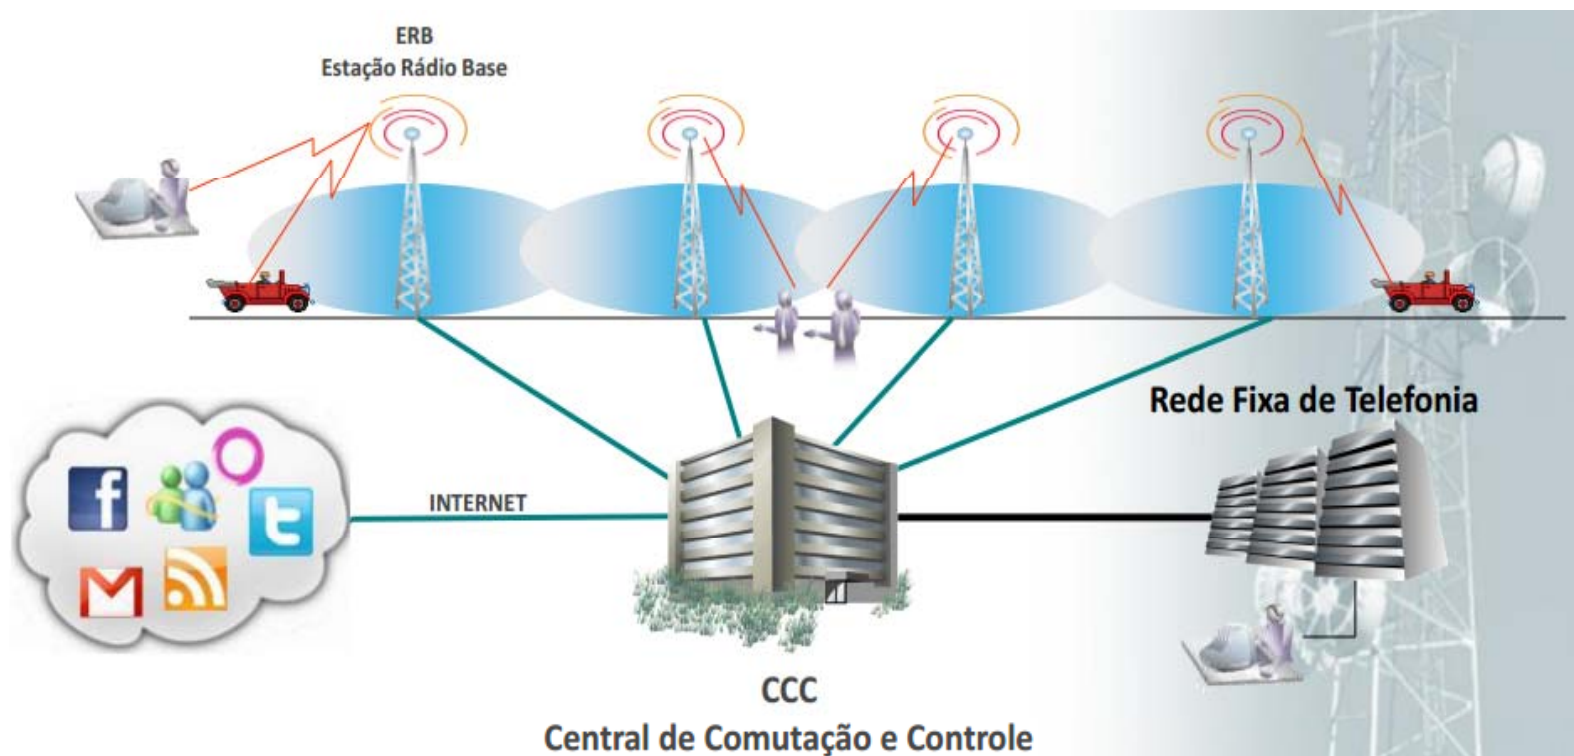 ERB
Estação Rádio Base
Rede Fixa de Telefonia
INTERNET
f
t
M
CCC
Central de Comutação e Controle